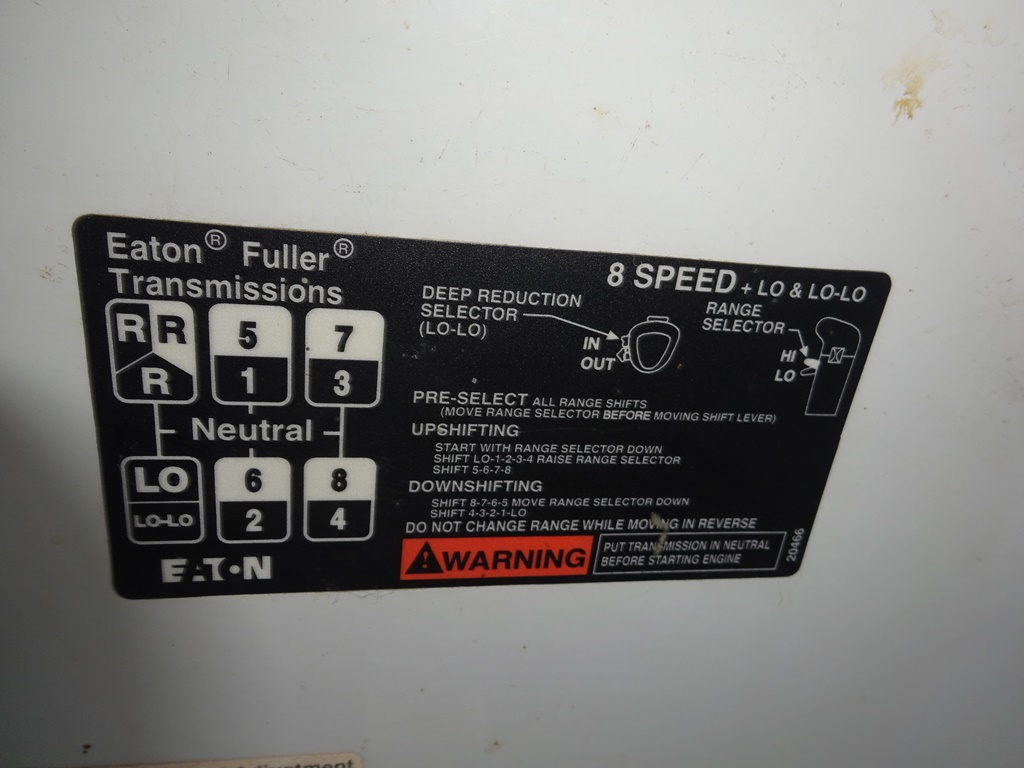 Eaton® Fuller®
Transmissions
8 SPEED + LO & LO-LO
R R
R
5
1
7
3
Neutral
LO
LO-LO
6
2
8
4
EATON
DEEP REDUCTION
SELECTOR
(LO-LO)
IN
OUT
RANGE
SELECTOR
HI
LO
PRE-SELECT ALL RANGE SHIFTS
(MOVE RANGE SELECTOR BEFORE MOVING SHIFT LEVER)
UPSHIFTING
START WITH RANGE SELECTOR DOWN
SHIFT LO-1-2-3-4 RAISE RANGE SELECTOR
SHIFT 5-6-7-8
DOWNSHIFTING
SHIFT 8-7-6-5 MOVE RANGE SELECTOR DOWN
SHIFT 4-3-2-1-LO
DO NOT CHANGE RANGE WHILE MOVING IN REVERSE
WARNING
PUT TRANSMISSION IN NEUTRAL
BEFORE STARTING ENGINE
20466